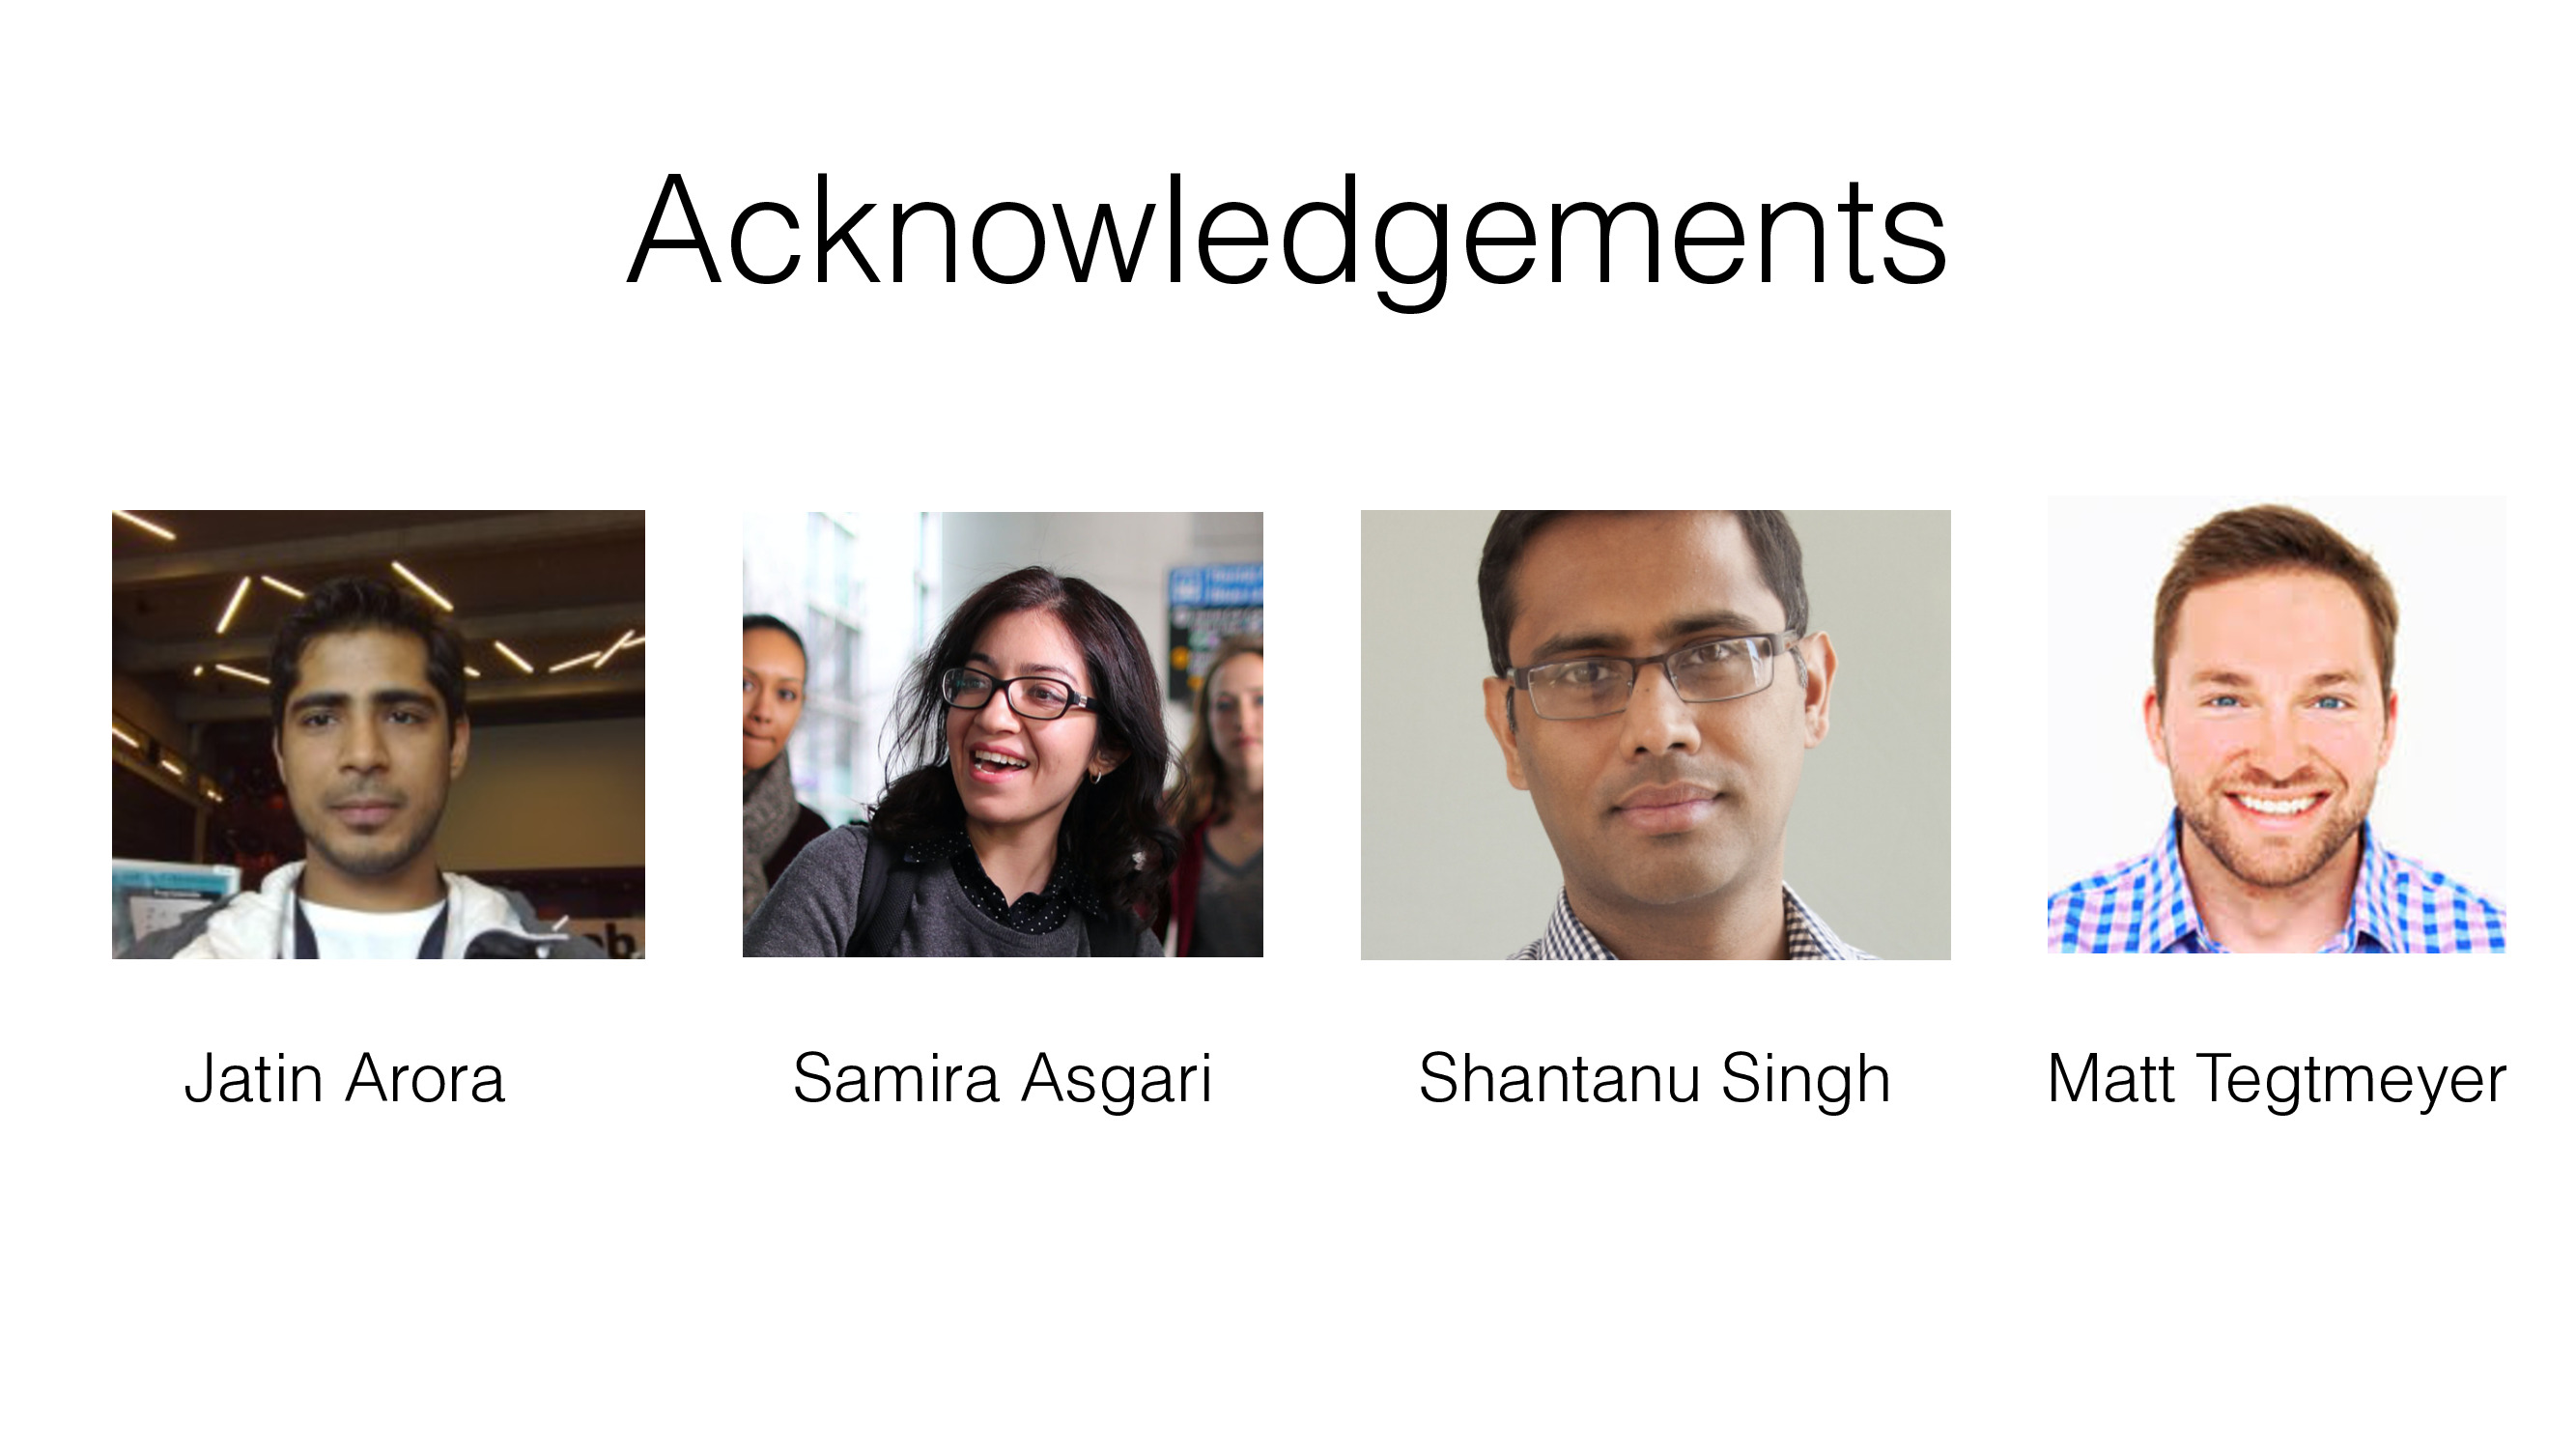 Acknowledgements
Jatin Arora
Samira Asgari
Shantanu Singh
Matt Tegtmeyer